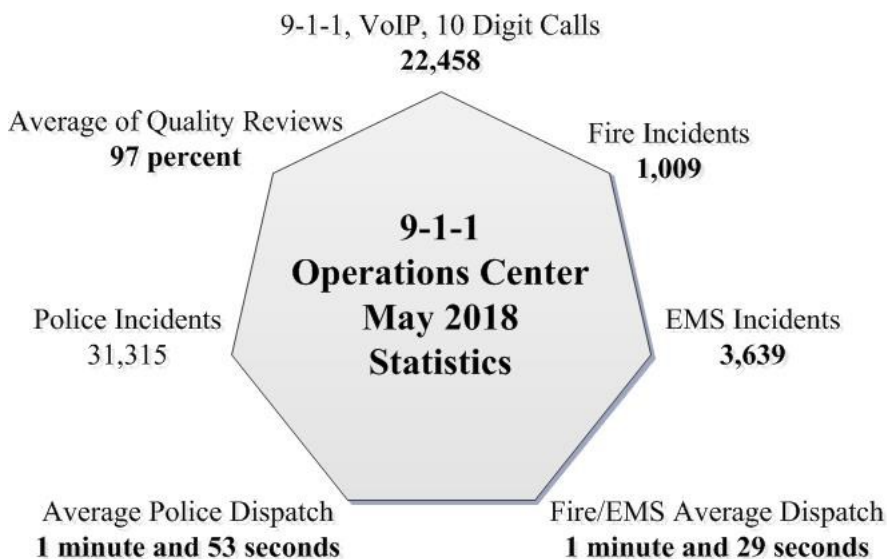 9-1-1, VoIP, 10 Digit Calls
22,458
Average of Quality Reviews
97 percent
Fire Incidents
1,009
9-1-1
Operations Center
May 2018
Statistics
Police Incidents
31,315
EMS Incidents
3,639
Average Police Dispatch
1 minute and 53 seconds
Fire/EMS Average Dispatch
1 minute and 29 seconds